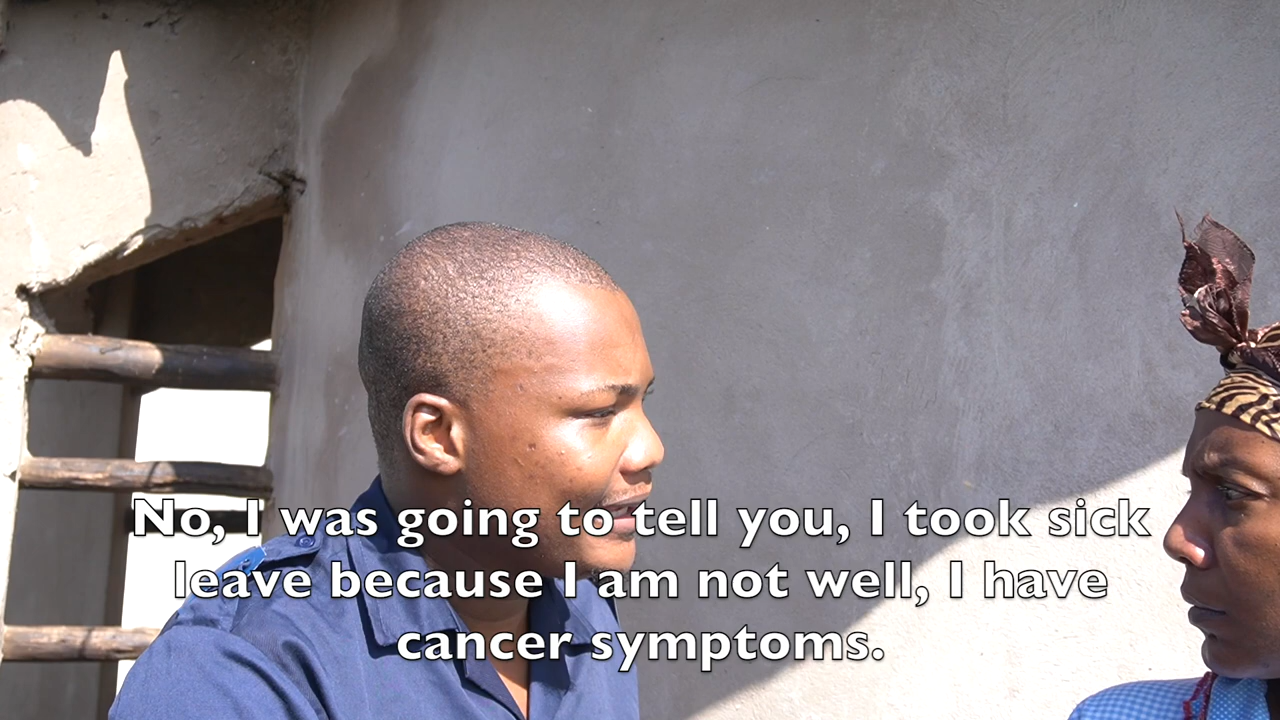 No, I was going to tell you, I took sick
leave because I am not well, I have
cancer symptoms.